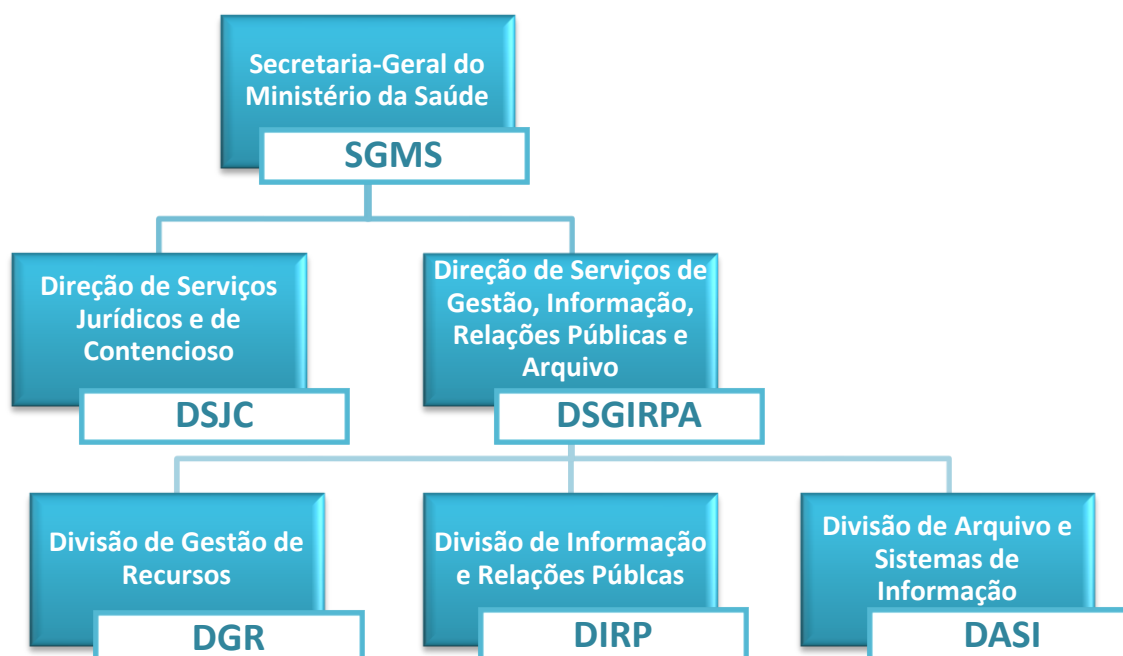 Secretaria-Geral do
Ministério da Saúde
SGMS
Direção de Serviços
Jurídicos e de
Contencioso
DSJC
Direção de Serviços de
Gestão, Informação,
Relações Públicas e
Arquivo
DSGIRPA
Divisão de Gestão de
Recursos
DGR
Divisão de Informação
e Relações Públcas
DIRP
Divisão de Arquivo e
Sistemas de
Informação
DASI